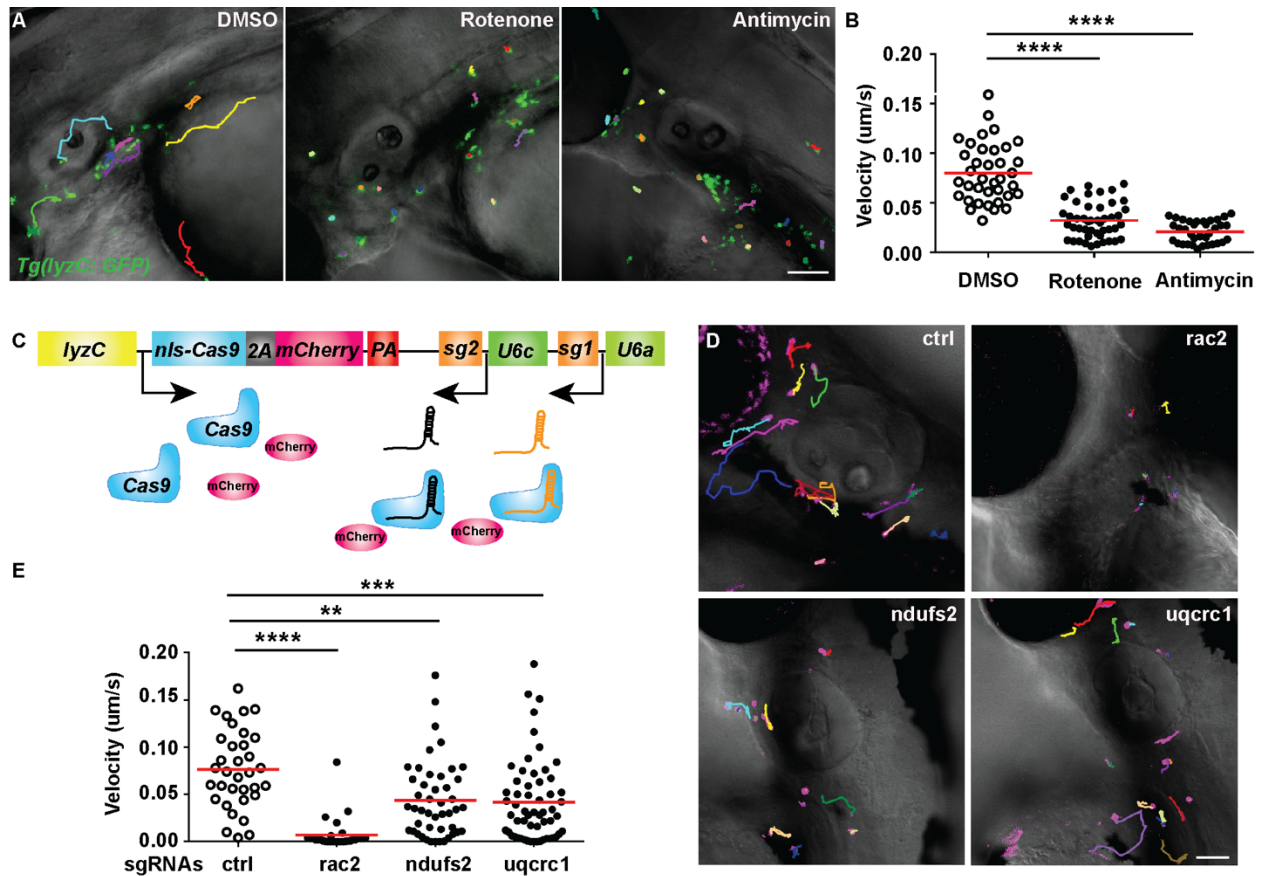 A
DMSO
Rotenone
Antimycin
Tg(lyzC: GFP)
B
****
****
Velocity (um/s)
0.20
0.15
0.10
0.05
0.00
DMSO Rotenone Antimycin
C
lyzC nls-Cas9 2A mCherry PA sg2 U6c sg1 U6a
Cas9
mCherry
Cas9
mCherry
mCherry
mCherry
D
ctrl
rac2
ndufs2
uqcrc1
E
***
**
****
Velocity (um/s)
0.20
0.15
0.10
0.05
0.00
sgRNAs ctrl rac2 ndufs2 uqcrc1